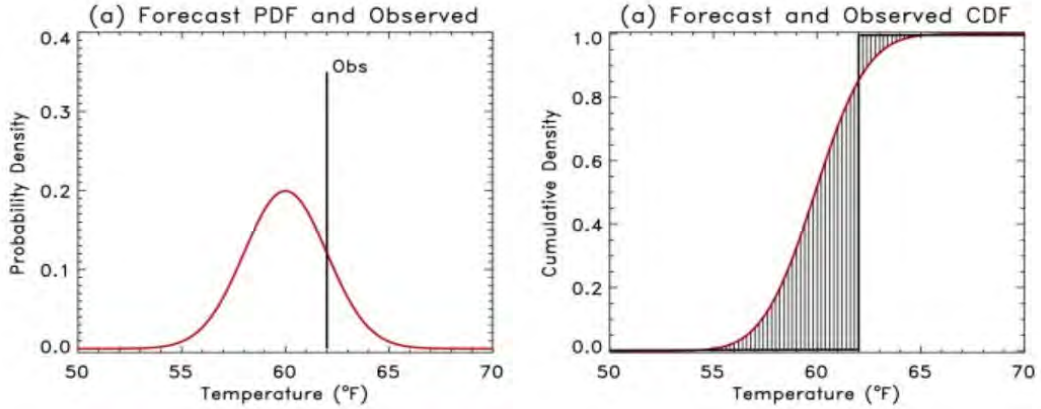 (a) Forecast PDF and Observed
0.4
0.3
0.2
0.1
0.0
Probability Density
Obs
50 55 60 65 70
Temperature (°F)
(a) Forecast and Observed CDF
1.0
0.8
0.6
0.4
0.2
0.0
Cumulative Density
50 55 60 65 70
Temperature (°F)